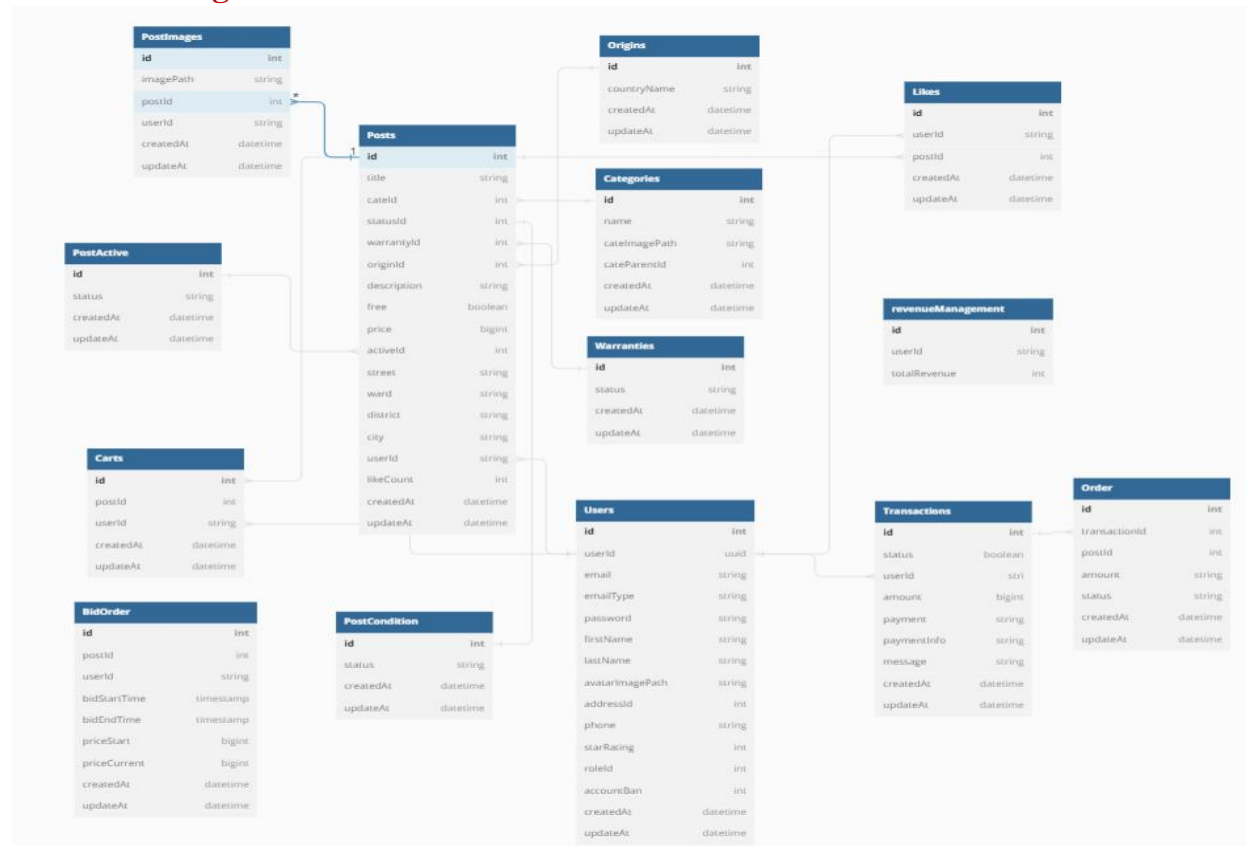 PostImages
id int
imagePath string
postId int *
userId string
createdAt datetime
updateAt datetime
Origins
id int
countryName string
createdAt datetime
updateAt datetime
Likes
id int
userId string
postId int
createdAt datetime
updateAt datetime
Posts
1 id int
title string
cateId int
statusId int
warrantyId int
originId int
description string
free boolean
price bigint
activeId int
street string
ward string
district string
city string
userId string
likeCount int
createdAt datetime
updateAt datetime
Categories
id int
name string
cateImagePath string
cateParentId int
createdAt datetime
updateAt datetime
PostActive
id int
status string
createdAt datetime
updateAt datetime
revenueManagement
id int
userId string
totalRevenue int
Warranties
id int
status string
createdAt datetime
updateAt datetime
Carts
id int
postId int
userId string
createdAt datetime
updateAt datetime
Users
id int
userId uuid
email string
emailType string
password string
firstName string
lastName string
avatarImagePath string
addressId int
phone string
starRating int
roleId int
accountBan int
createdAt datetime
updateAt datetime
Transactions
id int
status boolean
userId stri
amount bigint
payment string
paymentInfo string
message string
createdAt datetime
updateAt datetime
Order
id int
transactionId int
postId int
amount string
status string
createdAt datetime
updateAt datetime
BidOrder
id int
postId int
userId string
bidStartTime timestamp
bidEndTime timestamp
priceStart bigint
priceCurrent bigint
createdAt datetime
updateAt datetime
PostCondition
id int
status string
createdAt datetime
updateAt datetime